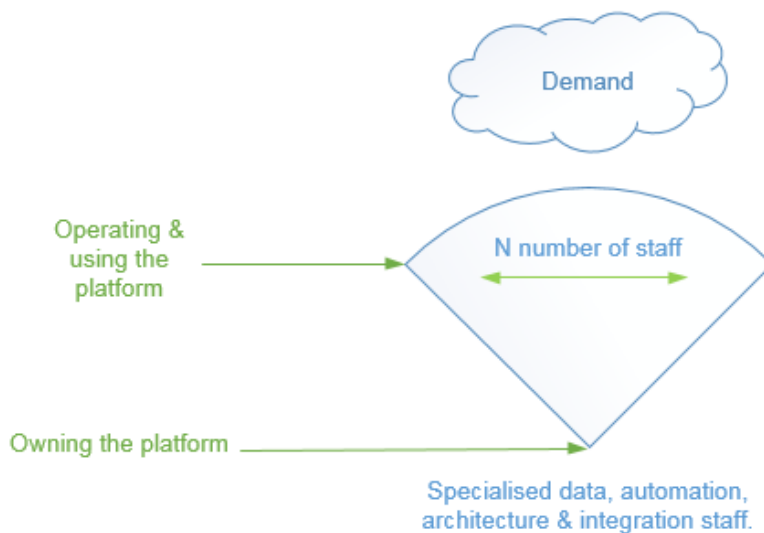 Demand
Operating &
using the
platform
N number of staff
Owning the platform
Specialised data, automation,
architecture & integration staff.